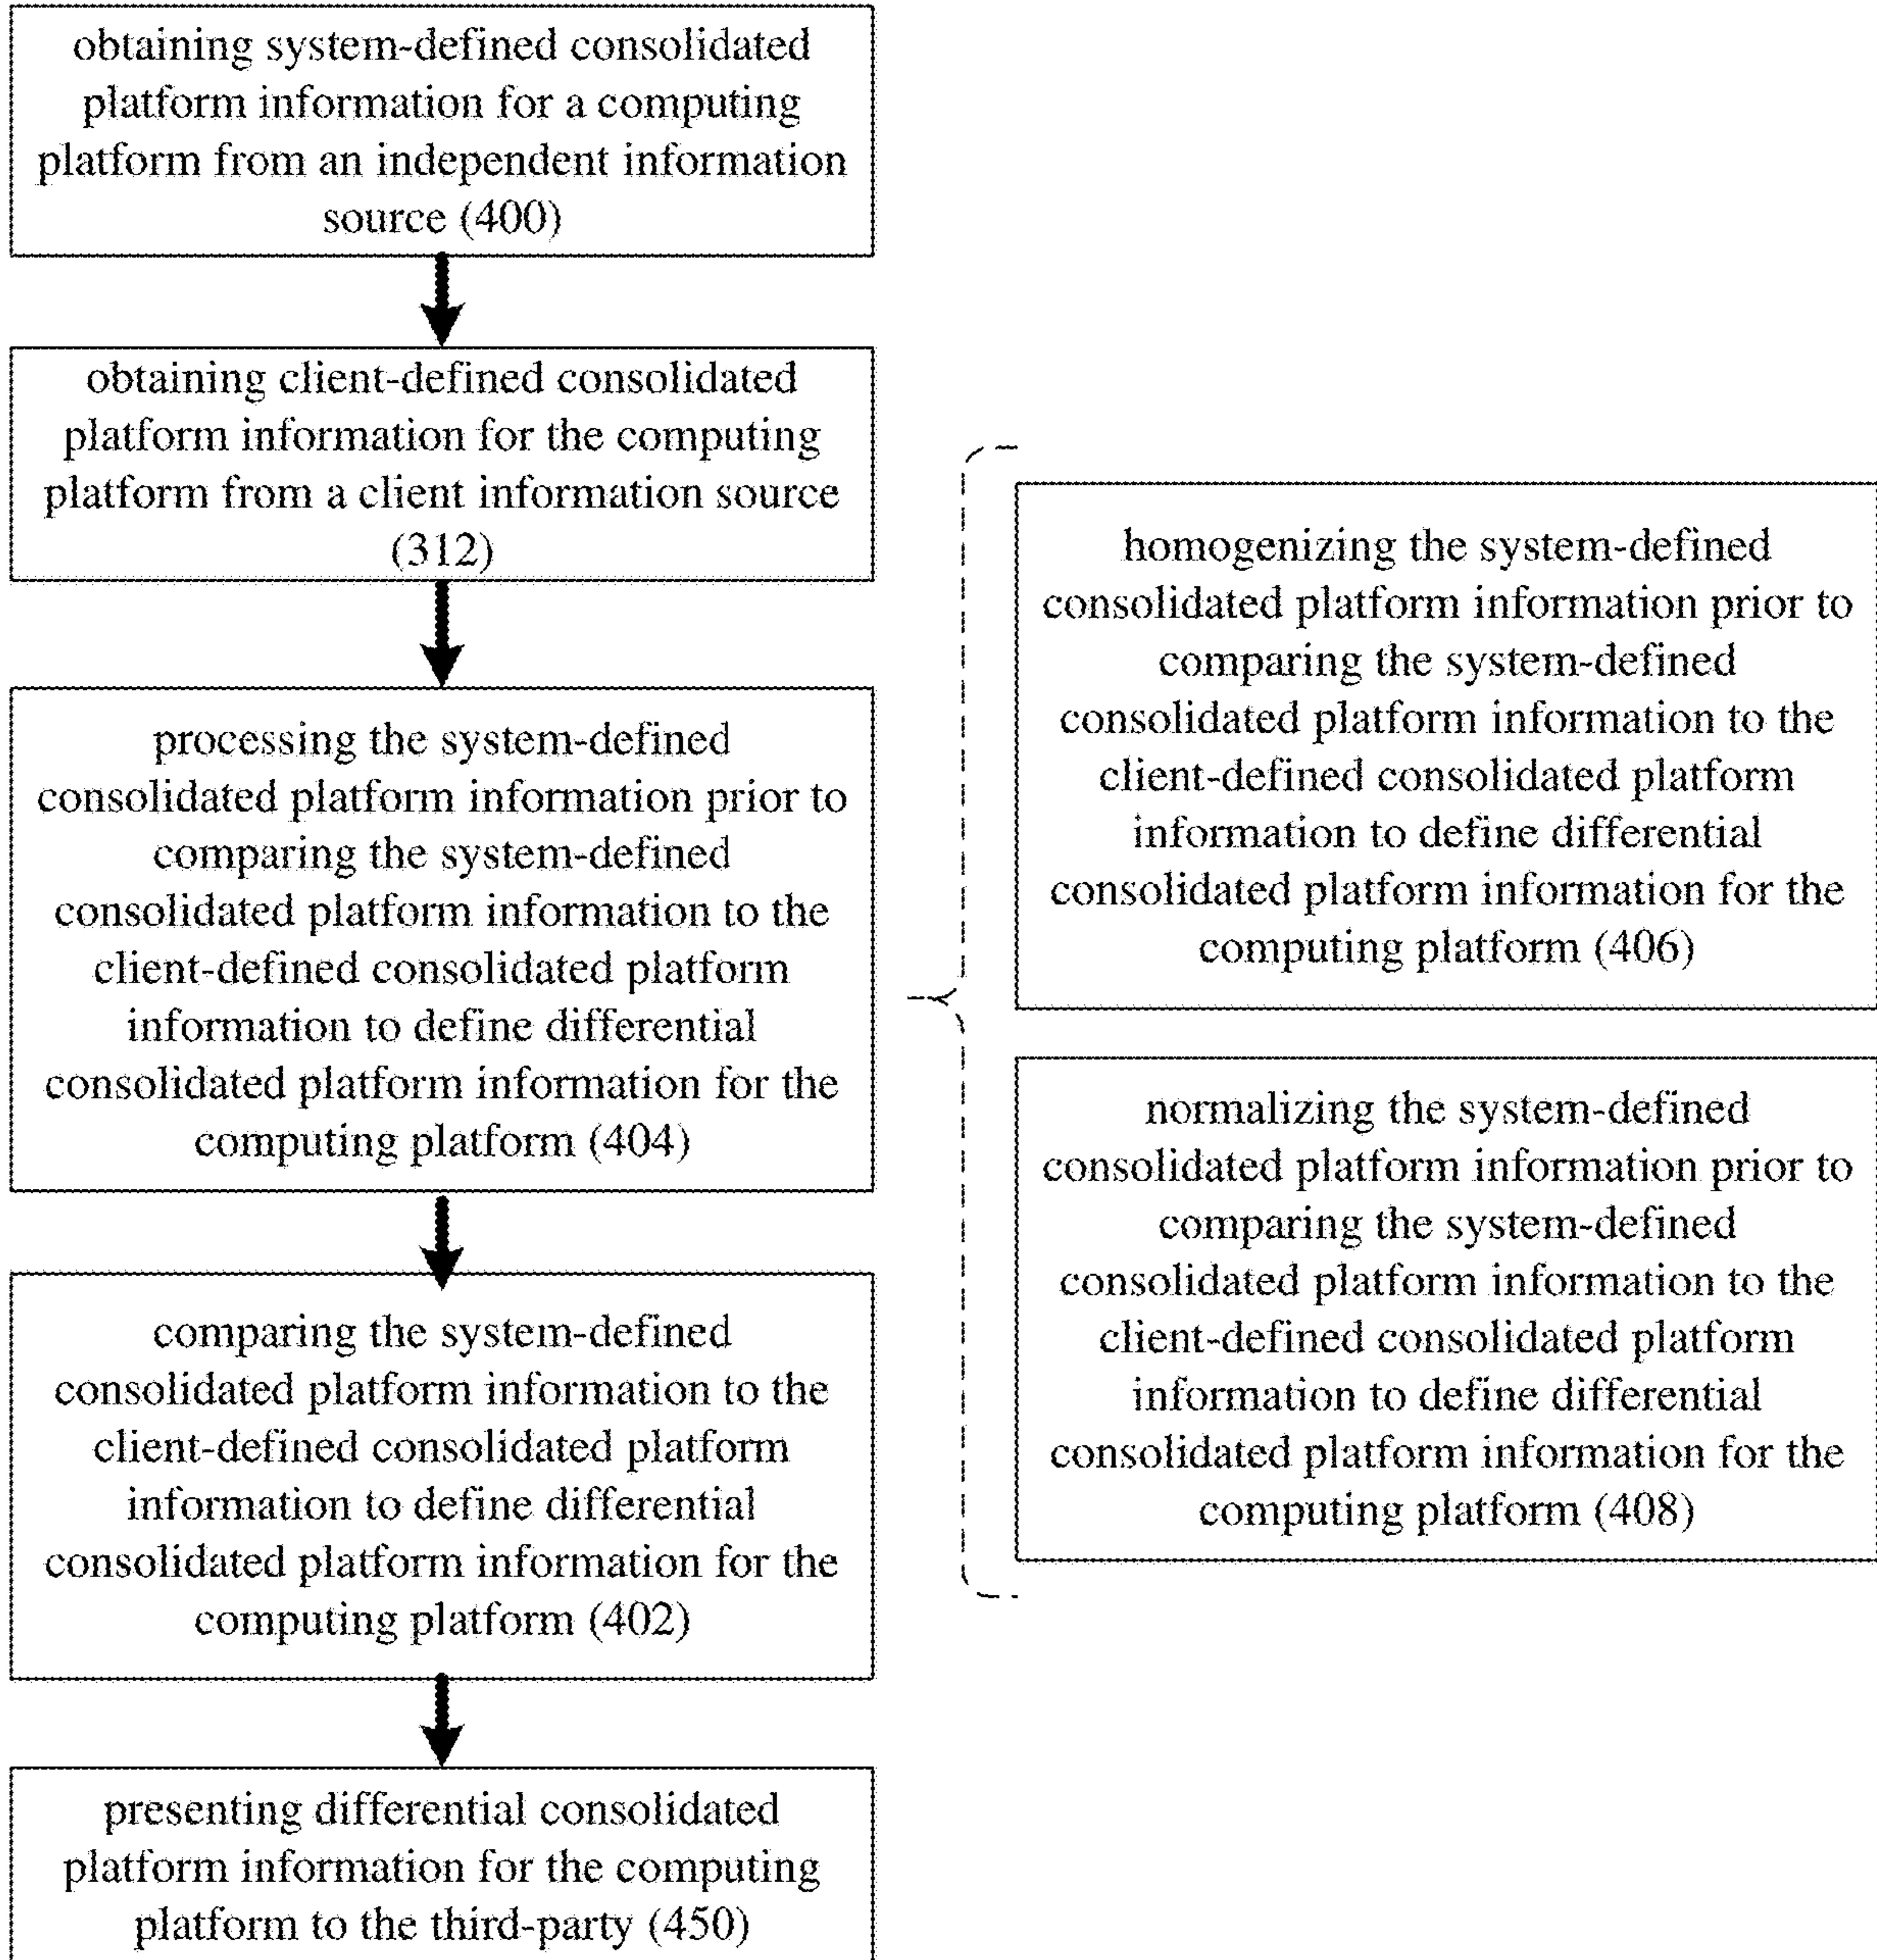 obtaining system-defined consolidated
platform information for a computing
platform from an independent information
source (400)
obtaining client-defined consolidated
platform information for the computing
platform from a client information source
(312)
processing the system-defined
consolidated platform information prior to
comparing the system-defined
consolidated platform information to the
client-defined consolidated platform
information to define differential
consolidated platform information for the
computing platform (404)
comparing the system-defined
consolidated platform information to the
client-defined consolidated platform
information to define differential
consolidated platform information for the
computing platform (402)
presenting differential consolidated
platform information for the computing
platform to the third-party (450)
homogenizing the system-defined
consolidated platform information prior to
comparing the system-defined
consolidated platform information to the
client-defined consolidated platform
information to define differential
consolidated platform information for the
computing platform (406)
normalizing the system-defined
consolidated platform information prior to
comparing the system-defined
consolidated platform information to the
client-defined consolidated platform
information to define differential
consolidated platform information for the
computing platform (408)